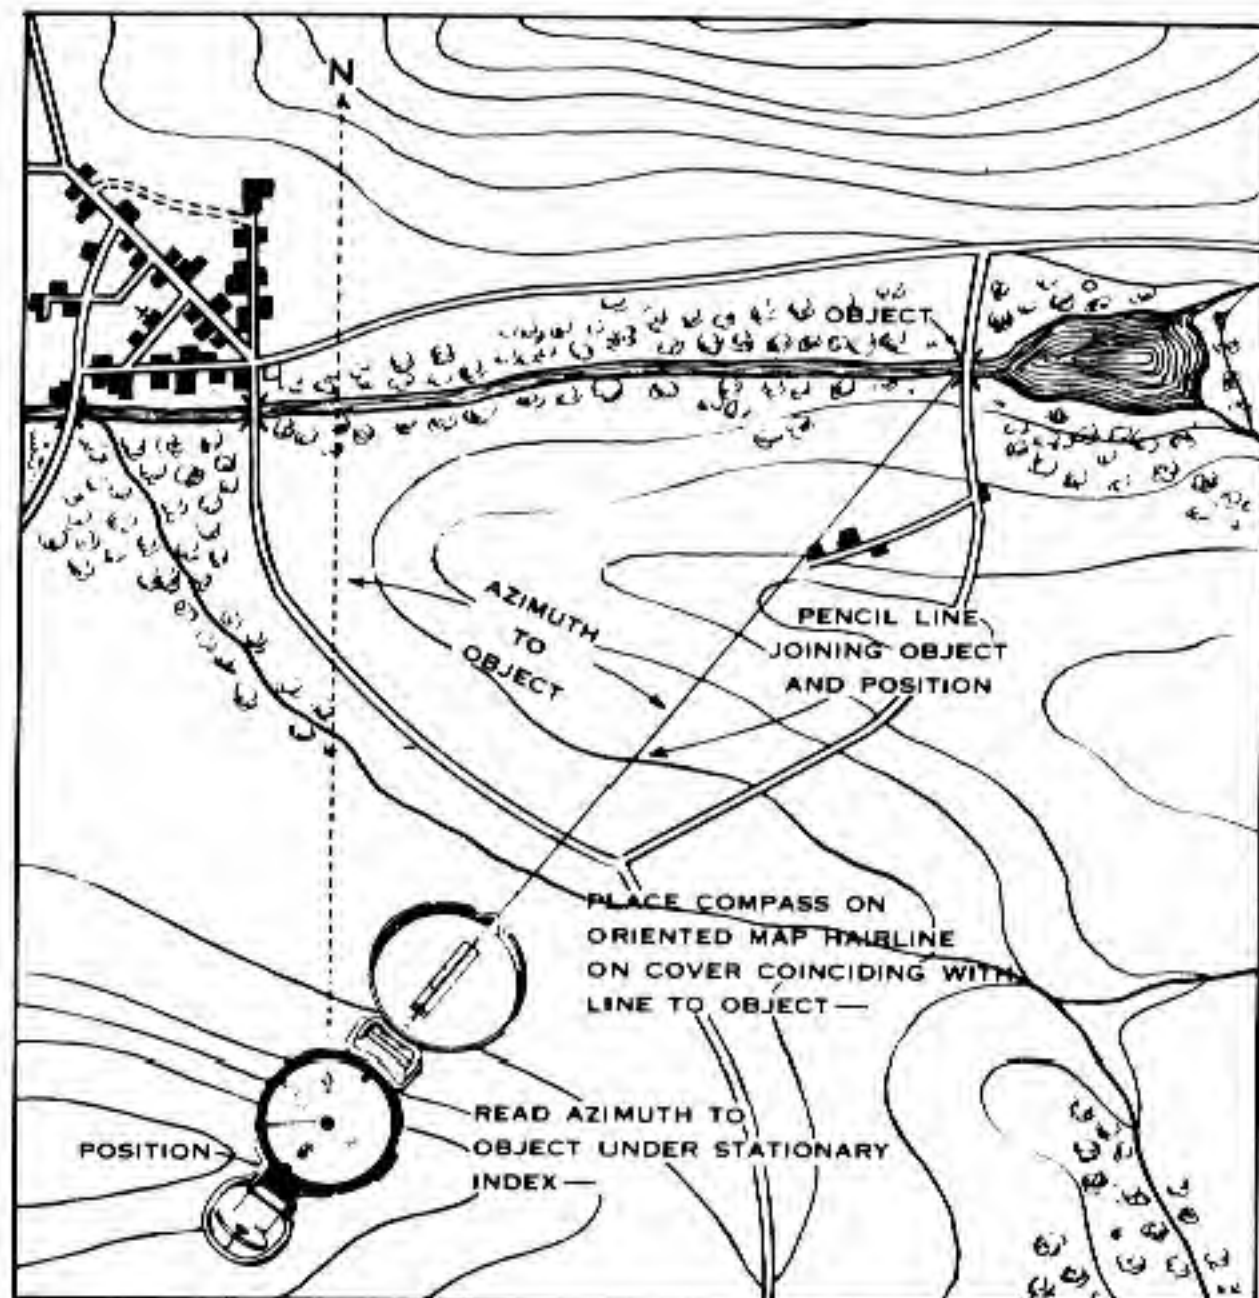 N
OBJECT
AZIMUTH
TO
OBJECT
PENCIL LINE
JOINING OBJECT
AND POSITION
PLACE COMPASS ON
ORIENTED MAP HAIRLINE
ON COVER COINCIDING WITH
LINE TO OBJECT—
READ AZIMUTH TO
OBJECT UNDER STATIONARY
INDEX—
POSITION